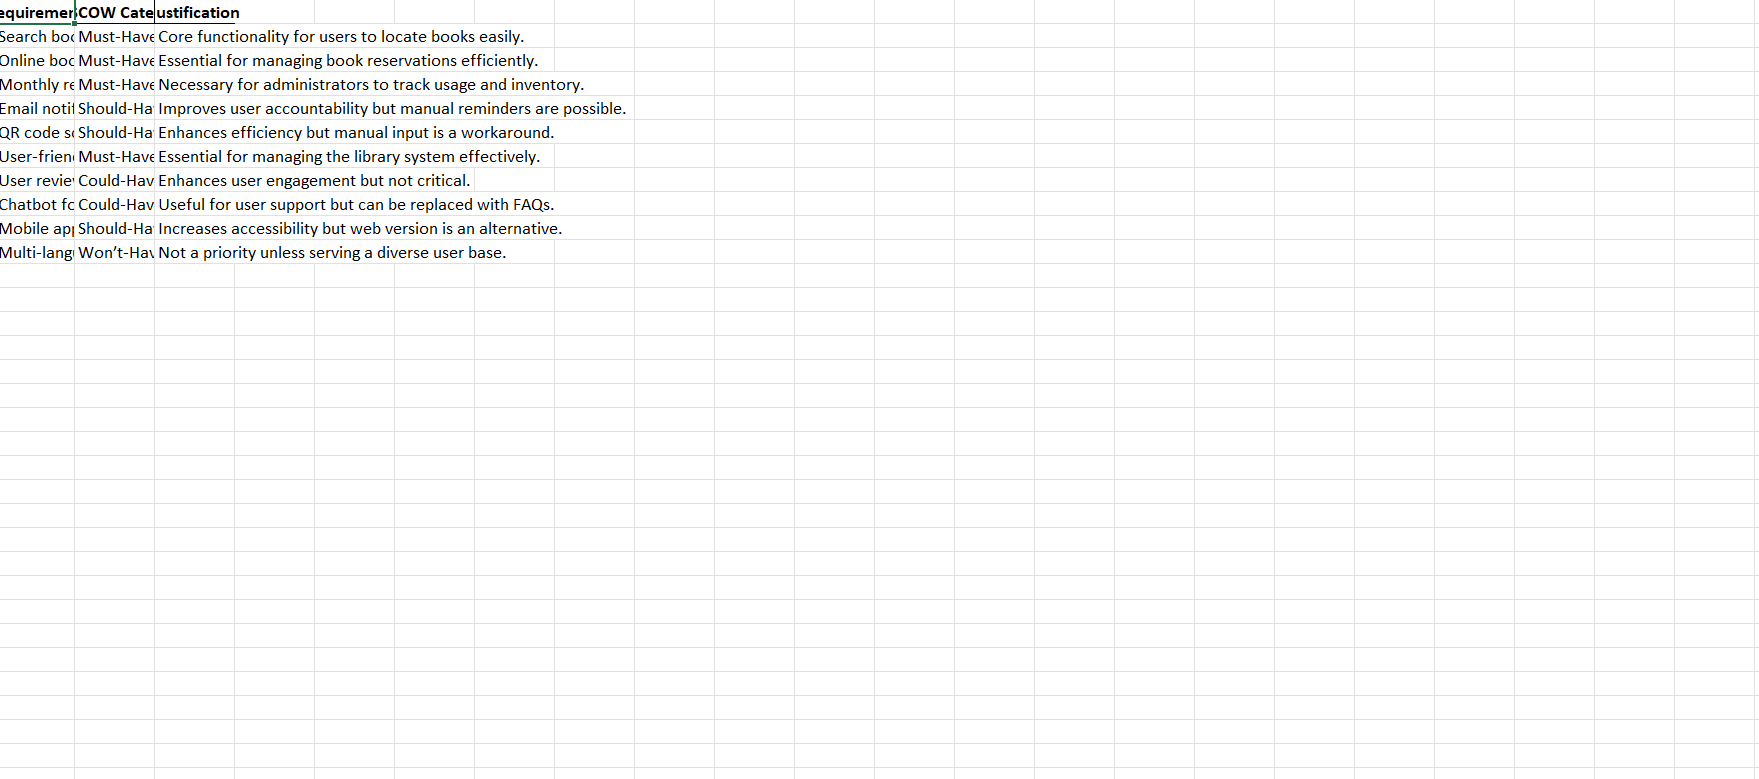 equiremen COW Cate ustification
Search boo Must-Have Core functionality for users to locate books easily.
Online boo Must-Have Essential for managing book reservations efficiently.
Monthly re Must-Have Necessary for administrators to track usage and inventory.
Email notif Should-Ha Improves user accountability but manual reminders are possible.
QR code sc Should-Ha Enhances efficiency but manual input is a workaround.
User-frien Must-Have Essential for managing the library system effectively.
User revie Could-Hav Enhances user engagement but not critical.
Chatbot fo Could-Hav Useful for user support but can be replaced with FAQs.
Mobile app Should-Ha Increases accessibility but web version is an alternative.
Multi-lang Won’t-Hav Not a priority unless serving a diverse user base.